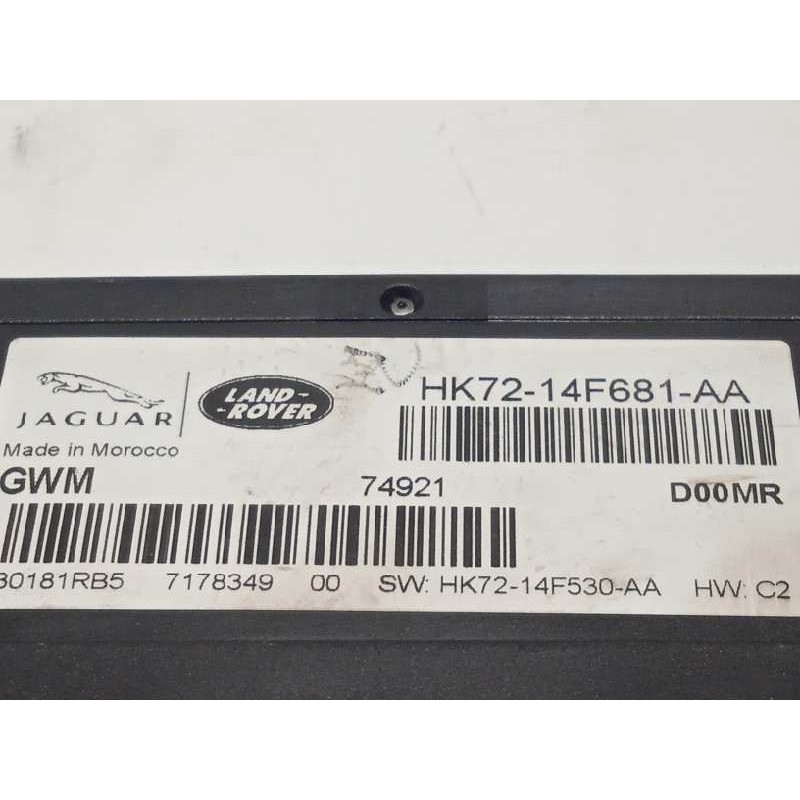 HK72-14F681-AA
JAGUAR LAND-ROVER
Made in Morocco
GWM 74921 D00MR
30181RB5 7178349 00 SW: HK72-14F530-AA HW: C2